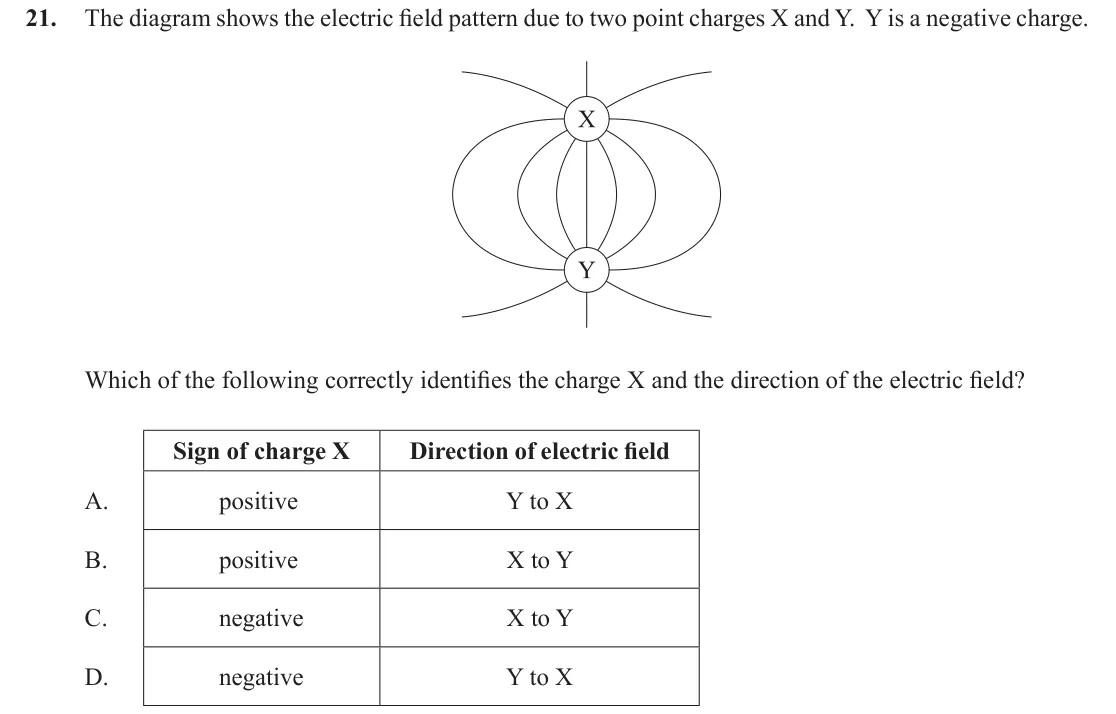 21. The diagram shows the electric field pattern due to two point charges X and Y. Y is a negative charge.
X
Y
Which of the following correctly identifies the charge X and the direction of the electric field?
Sign of charge X Direction of electric field
A. positive Y to X
B. positive X to Y
C. negative X to Y
D. negative Y to X